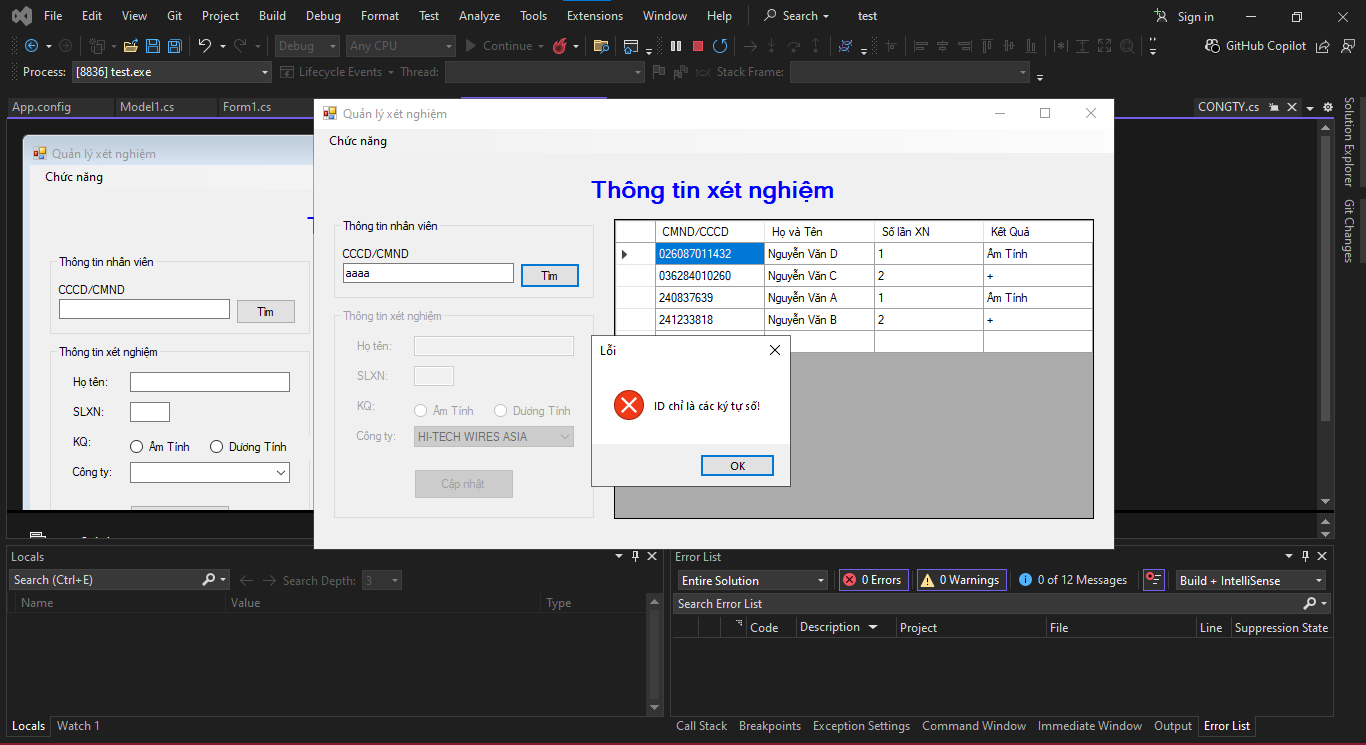 File Edit View Git Project Build Debug Format Test Analyze Tools Extensions Window Help Search test Sign in
Debug Any CPU Continue GitHub Copilot
Process: [8836] test.exe Lifecycle Events Thread: Stack Frame:
App.config Model1.cs Form1.cs CONGTY.cs
Solution Explorer
Git Changes
Quản lý xét nghiệm
Chức năng
Thông tin nhân viên
CCCD/CMND
Tìm
Thông tin xét nghiệm
Họ tên:
SLXN:
KQ: Âm Tính Dương Tính
Công ty:
Quản lý xét nghiệm
Chức năng
Thông tin xét nghiệm
Thông tin nhân viên
CCCD/CMND
aaaa Tìm
Thông tin xét nghiệm
Họ tên:
SLXN:
KQ: Âm Tính Dương Tính
Công ty: HI-TECH WIRES ASIA
Cập nhật
CMND/CCCD Họ và Tên Số lần XN Kết Quả
026087011432 Nguyễn Văn D 1 Âm Tính
036284010260 Nguyễn Văn C 2 +
240837639 Nguyễn Văn A 1 Âm Tính
241233818 Nguyễn Văn B 2 +
Lỗi
ID chỉ là các ký tự số!
OK
Locals
Search (Ctrl+E) Search Depth: 3
Name Value Type
Locals Watch 1
Error List
Entire Solution 0 Errors 0 Warnings 0 of 12 Messages Build + IntelliSense
Search Error List
Code Description Project File Line Suppression State
Call Stack Breakpoints Exception Settings Command Window Immediate Window Output Error List